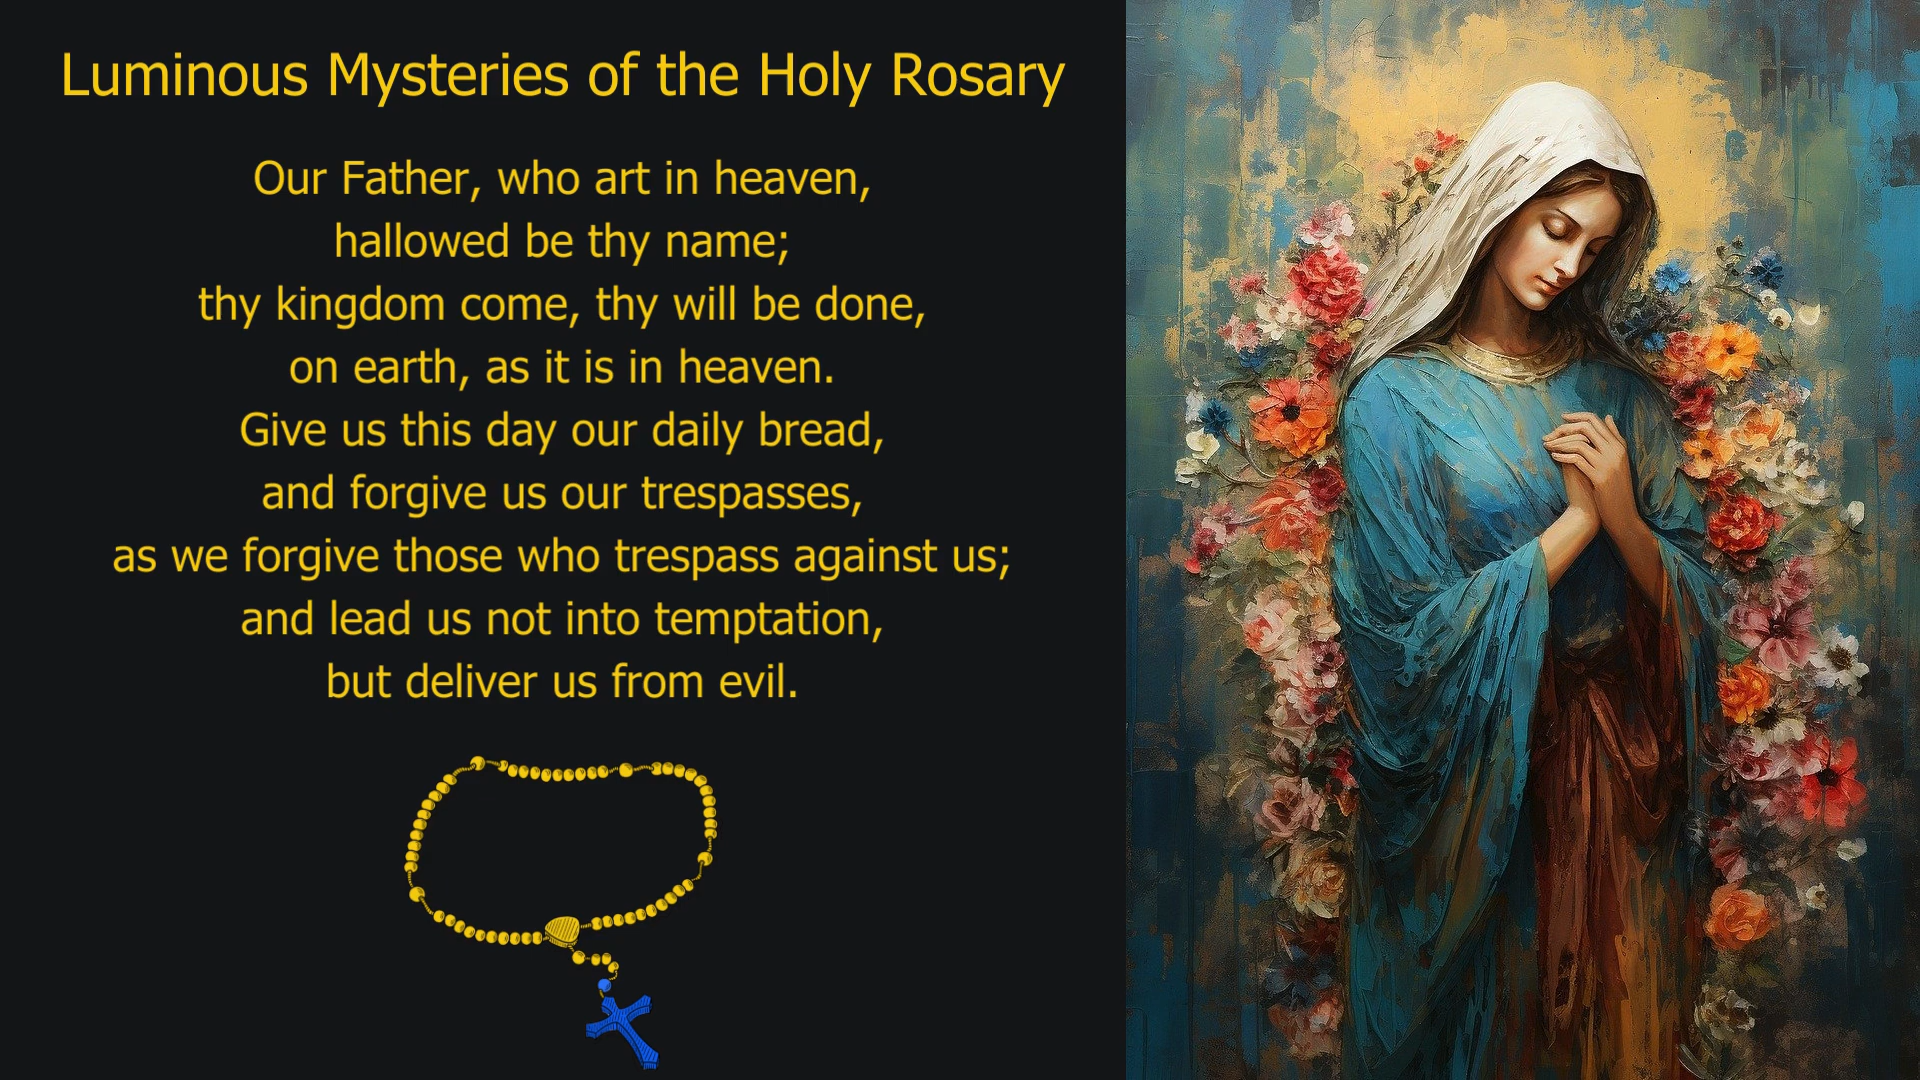 Luminous Mysteries of the Holy Rosary
Our Father, who art in heaven,
hallowed be thy name;
thy kingdom come, thy will be done,
on earth, as it is in heaven.
Give us this day our daily bread,
and forgive us our trespasses,
as we forgive those who trespass against us;
and lead us not into temptation,
but deliver us from evil.